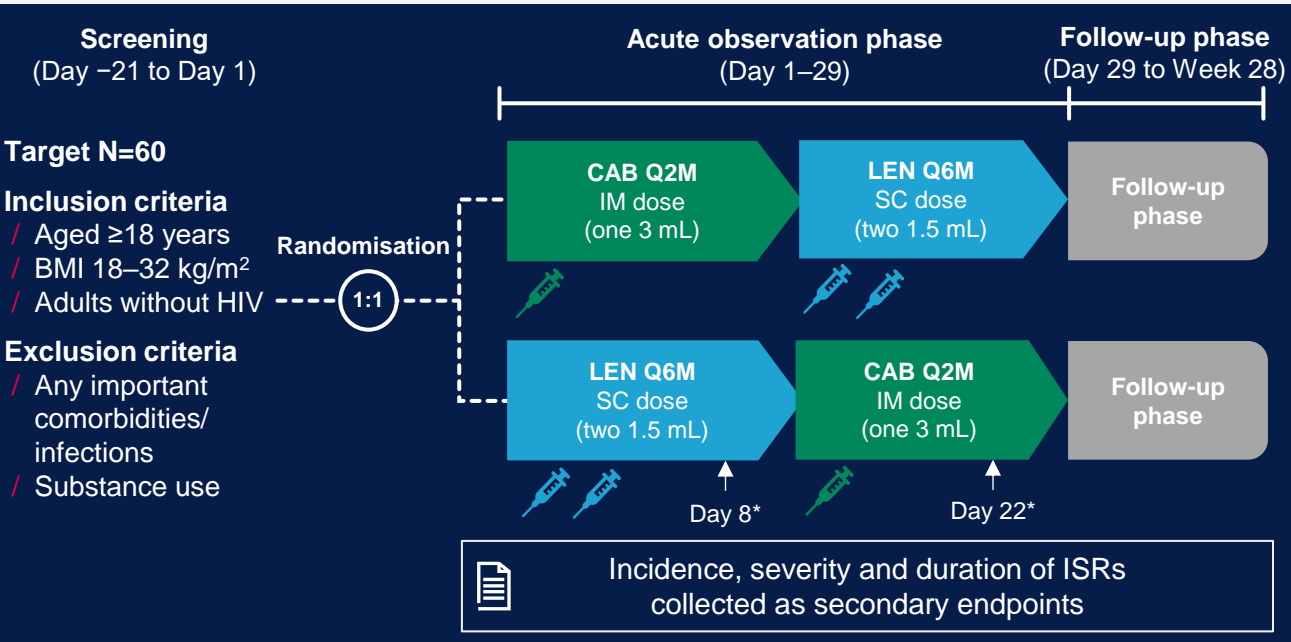 Screening
(Day −21 to Day 1)
Acute observation phase
(Day 1–29)
Follow-up phase
(Day 29 to Week 28)
Target N=60
Inclusion criteria
/ Aged ≥18 years
/ BMI 18–32 kg/m²
/ Adults without HIV
Exclusion criteria
/ Any important
comorbidities/
infections
/ Substance use
Randomisation
1:1
CAB Q2M
IM dose
(one 3 mL)
LEN Q6M
SC dose
(two 1.5 mL)
Follow-up
phase
LEN Q6M
SC dose
(two 1.5 mL)
CAB Q2M
IM dose
(one 3 mL)
Follow-up
phase
Day 8*
Day 22*
Incidence, severity and duration of ISRs
collected as secondary endpoints